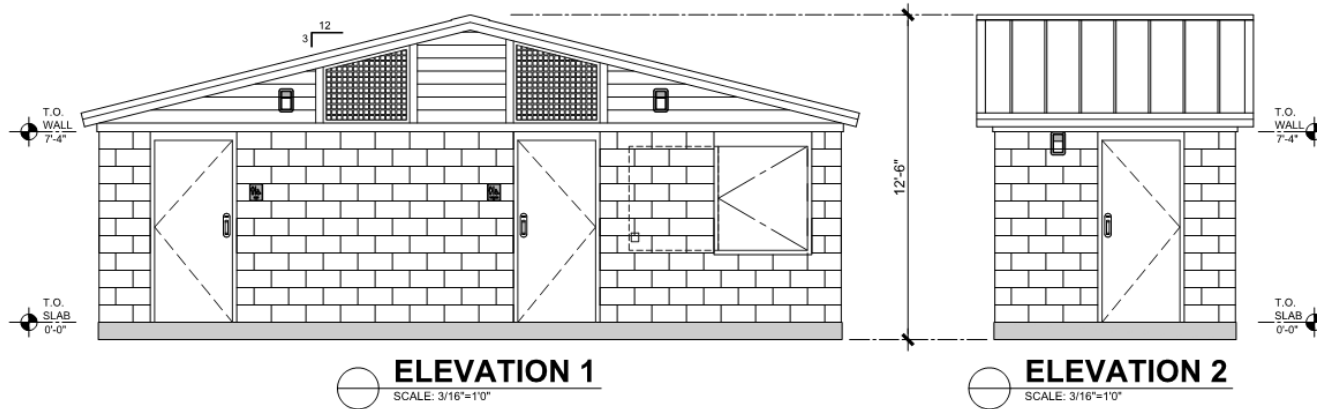 12
3
T.O.
WALL
7'-4"
T.O.
SLAB
0'-0"
12'-6"
T.O.
WALL
7'-4"
T.O.
SLAB
0'-0"
ELEVATION 1
SCALE: 3/16"=1'0"
ELEVATION 2
SCALE: 3/16"=1'0"